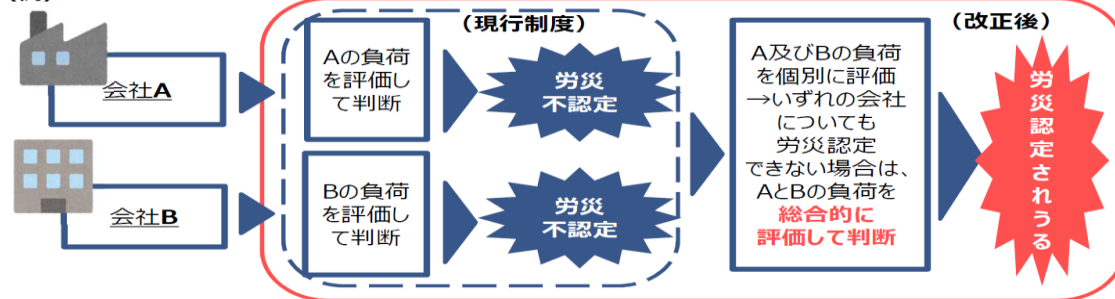 (現行制度)
(改正後)
会社A
Aの負荷
を評価し
て判断
労災
不認定
会社B
Bの負荷
を評価し
て判断
労災
不認定
A及びBの負荷
を個別に評価
→いずれの会社
についても
労災認定
できない場合は、
AとBの負荷を
総合的に
評価して判断
労災認定されうる